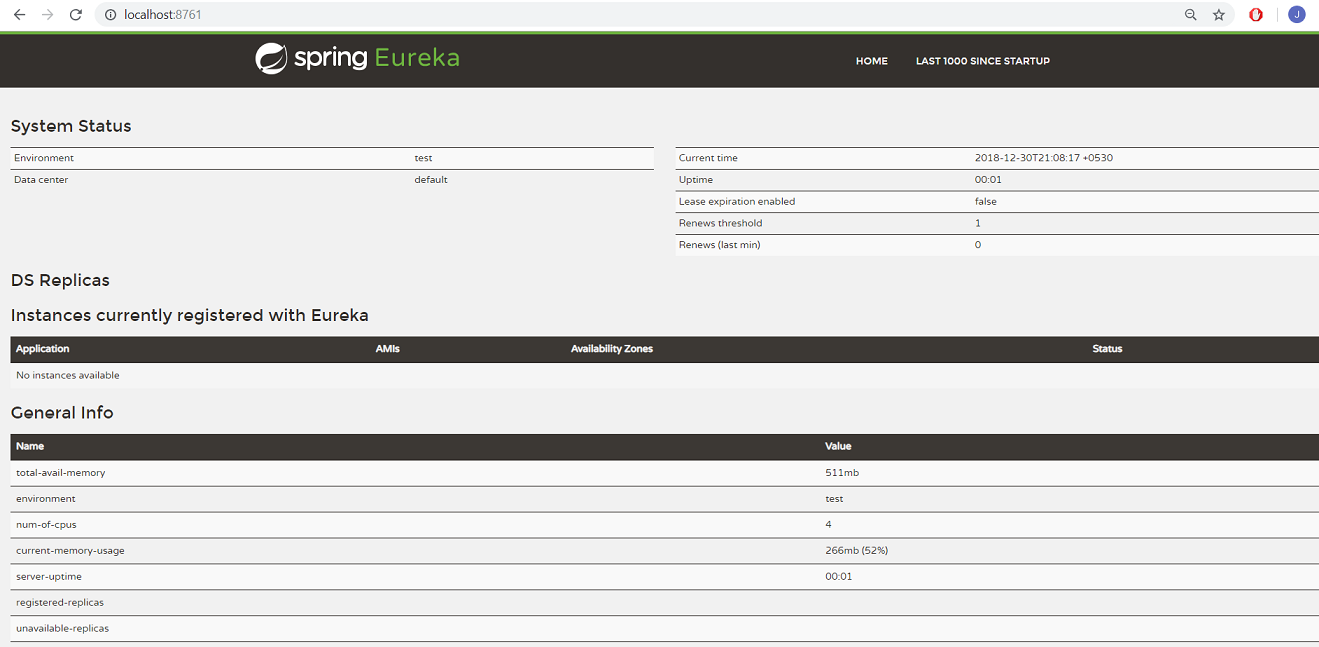 localhost:8761
J
spring Eureka
HOME LAST 1000 SINCE STARTUP
System Status
Environment test
Data center default
Current time 2018-12-30T21:08:17 +0530
Uptime 00:01
Lease expiration enabled false
Renews threshold 1
Renews (last min) 0
DS Replicas
Instances currently registered with Eureka
Application AMIs Availability Zones Status
No instances available
General Info
Name Value
total-avail-memory 511mb
environment test
num-of-cpus 4
current-memory-usage 266mb (52%)
server-uptime 00:01
registered-replicas
unavailable-replicas